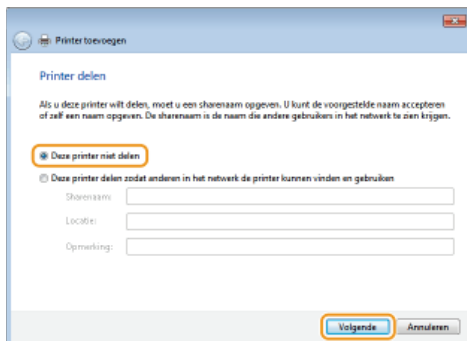 Printer toevoegen
Printer delen
Als u deze printer wilt delen, moet u een sharenaam opgeven. U kunt de voorgestelde naam accepteren
of zelf een naam opgeven. De sharenaam is de naam die andere gebruikers in het netwerk te zien krijgen.
Deze printer niet delen
Deze printer delen zodat anderen in het netwerk de printer kunnen vinden en gebruiken
Sharenaam:
Locatie:
Opmerking:
Volgende Annuleren